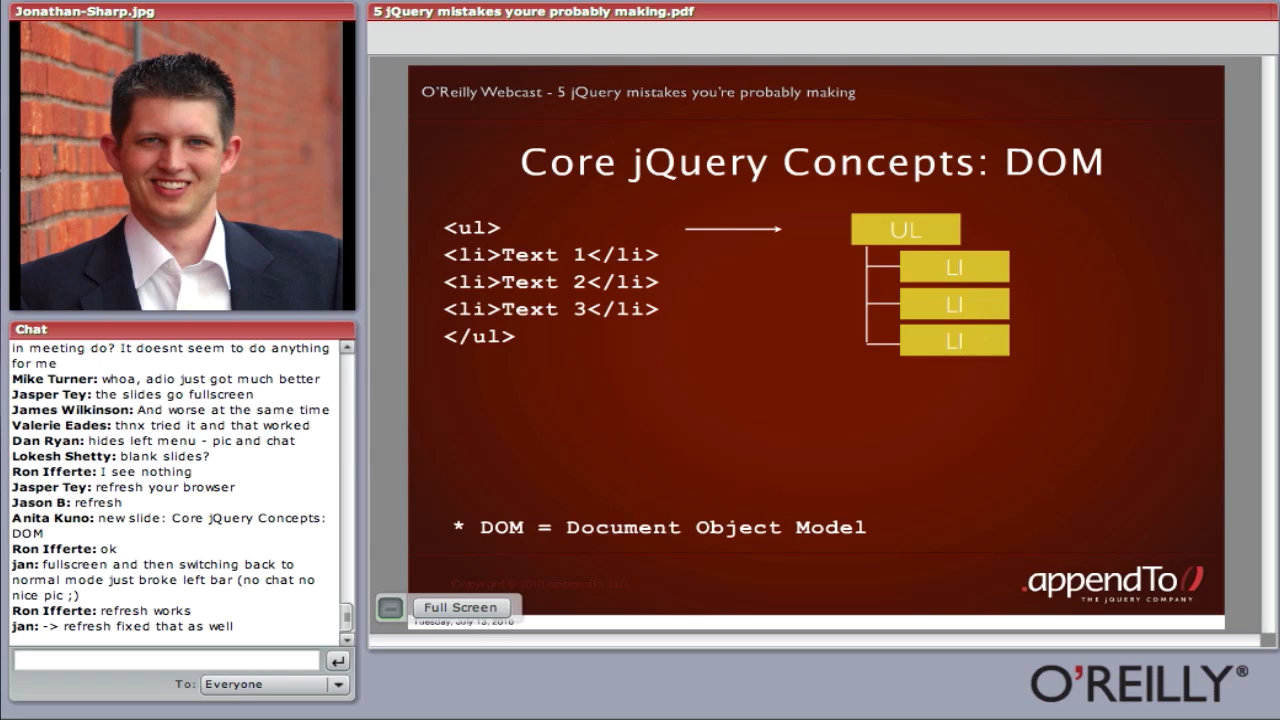 Jonathan-Sharp.jpg
Chat
in meeting do? It doesnt seem to do anything
for me
Mike Turner: whoa, adio just got much better
Jasper Tey: the slides go fullscreen
James Wilkinson: And worse at the same time
Valerie Eades: thnx tried it and that worked
Dan Ryan: hides left menu - pic and chat
Lokesh Shetty: blank slides?
Ron Ifferte: I see nothing
Jasper Tey: refresh your browser
Jason B: refresh
Anita Kuno: new slide: Core jQuery Concepts:
DOM
Ron Ifferte: ok
jan: fullscreen and then switching back to
normal mode just broke left bar (no chat no
nice pic ;)
Ron Ifferte: refresh works
jan: -> refresh fixed that as well
To: Everyone
5 jQuery mistakes youre probably making.pdf
O'Reilly Webcast - 5 jQuery mistakes you're probably making
Core jQuery Concepts: DOM
<ul>
<li>Text 1</li>
<li>Text 2</li>
<li>Text 3</li>
</ul>
UL
LI
LI
LI
* DOM = Document Object Model
Copyright © 2010 appendTo, LLC.
.appendTo
THE JQUERY COMPANY
Full Screen
Tuesday, July 13, 2010
O'REILLY®